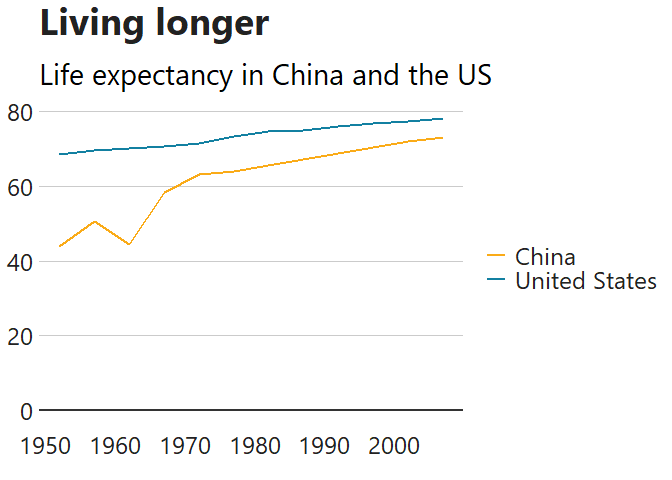 Living longer
Life expectancy in China and the US
80
60
40
20
0
1950 1960 1970 1980 1990 2000
China
United States